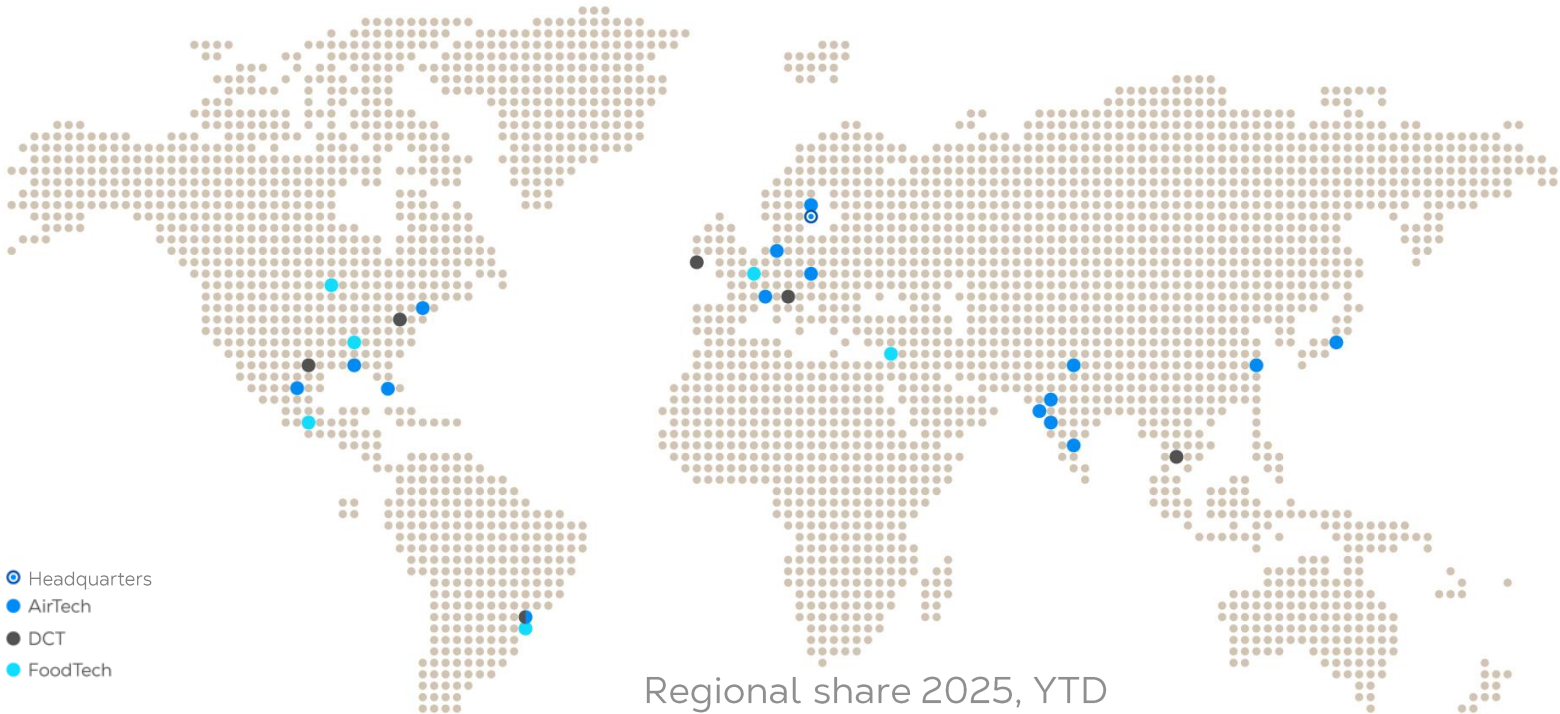 Headquarters
AirTech
DCT
FoodTech
Regional share 2025, YTD